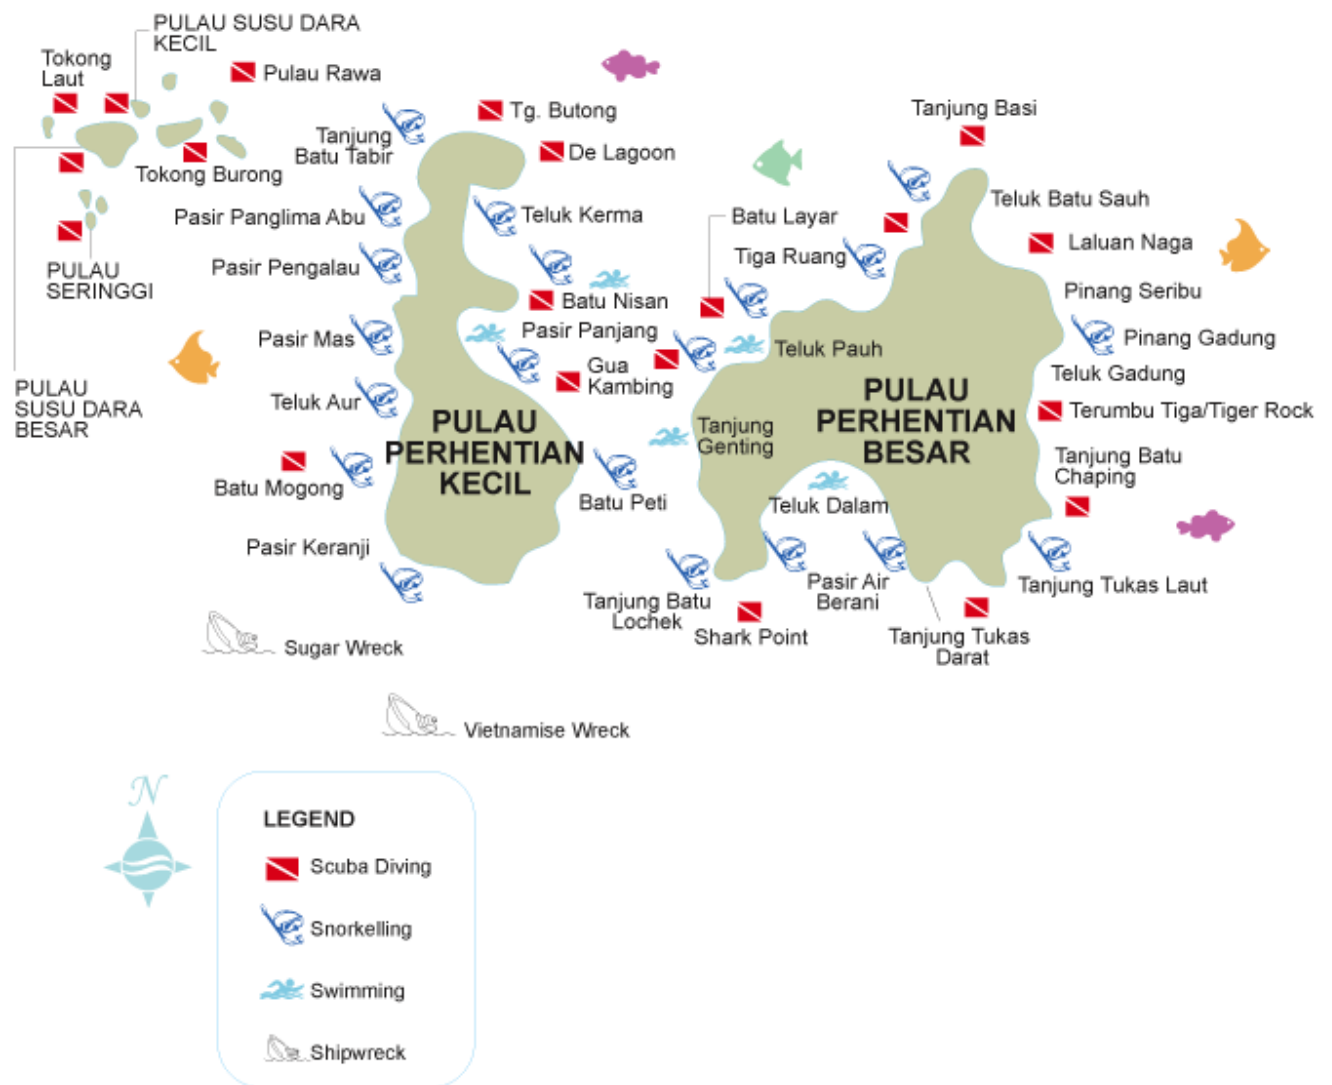 PULAU SUSU DARA
KECIL
Tokong
Laut
Pulau Rawa
Tokong Burong
PULAU
SERINGGI
PULAU
SUSU DARA
BESAR
Tanjung
Batu Tabir
Tg. Butong
De Lagoon
Pasir Panglima Abu
Teluk Kerma
Pasir Pengalau
Batu Nisan
Pasir Mas
Pasir Panjang
Gua
Kambing
Teluk Aur
PULAU
PERHENTIAN
KECIL
Batu Mogong
Batu Peti
Pasir Keranji
Tanjung Basi
Teluk Batu Sauh
Batu Layar
Tiga Ruang
Laluan Naga
Pinang Seribu
Pinang Gadung
Teluk Pauh
Teluk Gadung
PULAU
PERHENTIAN
BESAR
Terumbu Tiga/Tiger Rock
Tanjung
Genting
Tanjung Batu
Chaping
Teluk Dalam
Tanjung Batu
Lochek
Shark Point
Pasir Air
Berani
Tanjung Tukas Laut
Tanjung Tukas
Darat
Sugar Wreck
Vietnamise Wreck
N
LEGEND
Scuba Diving
Snorkelling
Swimming
Shipwreck